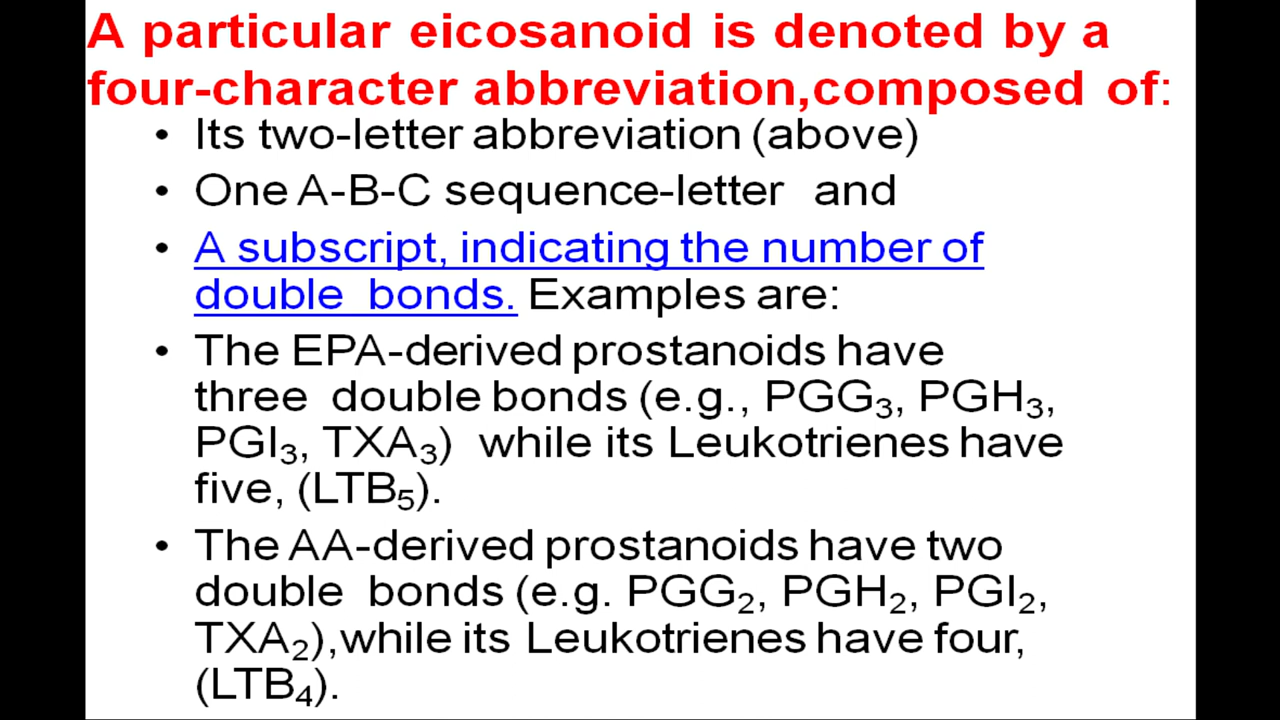 A particular eicosanoid is denoted by a
four-character abbreviation,composed of:
• Its two-letter abbreviation (above)
• One A-B-C sequence-letter and
• A subscript, indicating the number of
double bonds. Examples are:
• The EPA-derived prostanoids have
three double bonds (e.g., PGG₃, PGH₃,
PGI₃, TXA₃) while its Leukotrienes have
five, (LTB₅).
• The AA-derived prostanoids have two
double bonds (e.g. PGG₂, PGH₂, PGI₂,
TXA₂),while its Leukotrienes have four,
(LTB₄).